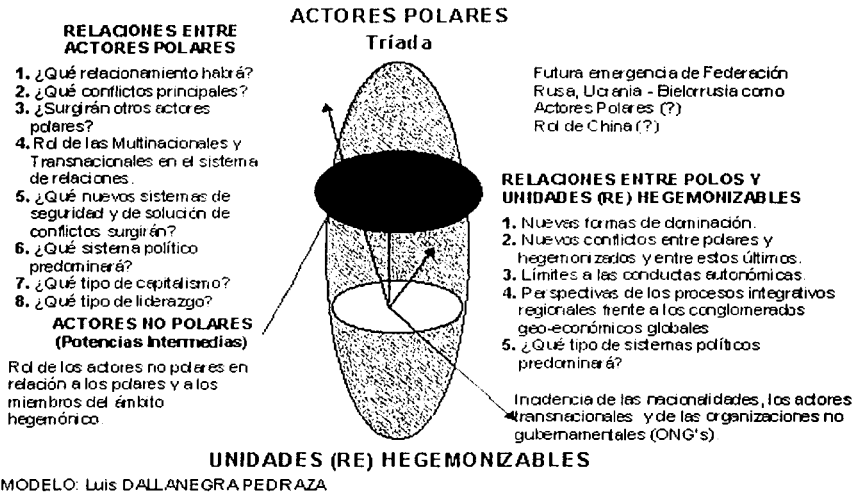 ACTORES POLARES
Tríada
RELACIONES ENTRE
ACTORES POLARES
1. ¿Qué relacionamiento habrá?
2. ¿Qué conflictos principales?
3. ¿Surgirán otros actores
polares?
4. Rol de las Multinacionales y
Transnacionales en el sistema
de relaciones.
5. ¿Qué nuevos sistemas de
seguridad y de solución de
conflictos surgirán?
6. ¿Qué sistema político
predominará?
7. ¿Qué tipo de capitalismo?
8. ¿Qué tipo de liderazgo?
ACTORES NO POLARES
(Potencias Intermedias)
Rol de los actores no polares en
relación a los polares y a los
miembros del ámbito
hegemónico.
Futura emergencia de Federación
Rusa, Ucrania - Bielorrusia como
Actores Polares (?)
Rol de China (?)
RELACIONES ENTRE POLOS Y
UNIDADES (RE) HEGEMONIZABLES
1. Nuevas formas de dominación.
2. Nuevos conflictos entre polares y
hegemonizados y entre estos últimos.
3. Límites a las conductas autonómicas.
4. Perspectivas de los procesos integrativos
regionales frente a los conglomerados
geo-económicos globales
5. ¿Qué tipo de sistemas políticos
predominará?
Incidencia de las nacionalidades, los actores
transnacionales y de las organizaciones no
gubernamentales (ONG's).
UNIDADES (RE) HEGEMONIZABLES
MODELO: Luis DALLANEGRA PEDRAZA